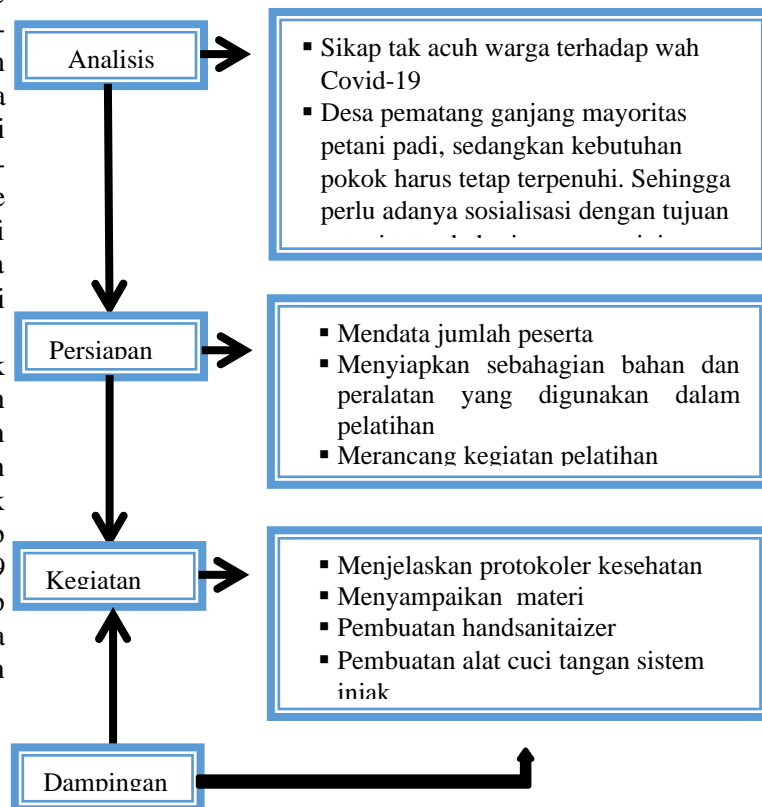 Analisis
▪ Sikap tak acuh warga terhadap wah
Covid-19
▪ Desa pematang ganjang mayoritas
petani padi, sedangkan kebutuhan
pokok harus tetap terpenuhi. Sehingga
perlu adanya sosialisasi dengan tujuan
Persiapan
▪ Mendata jumlah peserta
▪ Menyiapkan sebahagian bahan dan
peralatan yang digunakan dalam
pelatihan
▪ Merancang kegiatan pelatihan
Kegiatan
▪ Menjelaskan protokoler kesehatan
▪ Menyampaikan materi
▪ Pembuatan handsanitaizer
▪ Pembuatan alat cuci tangan sistem
injak
Dampingan